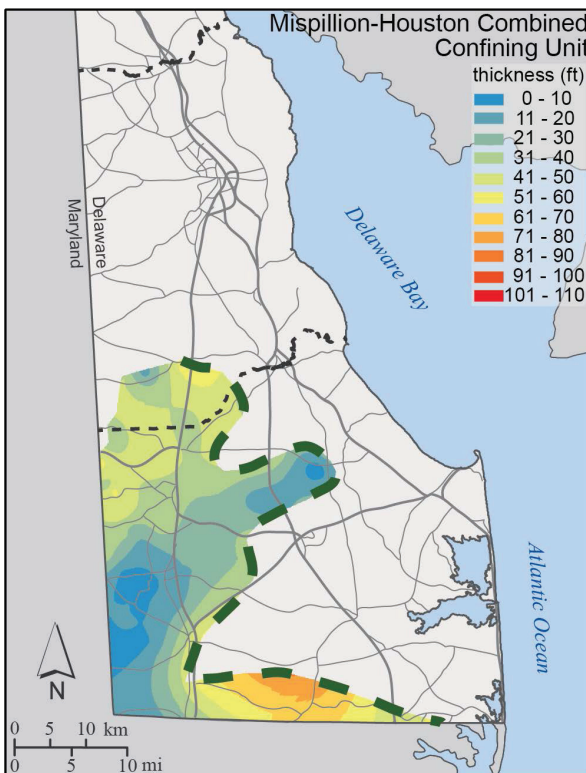 Mispillion-Houston Combined
Confining Unit
thickness (ft)
0 - 10
11 - 20
21 - 30
31 - 40
41 - 50
51 - 60
61 - 70
71 - 80
81 - 90
91 - 100
101 - 110
Maryland
Delaware
Delaware Bay
Atlantic Ocean
N
0 5 10 km
0 5 10 mi